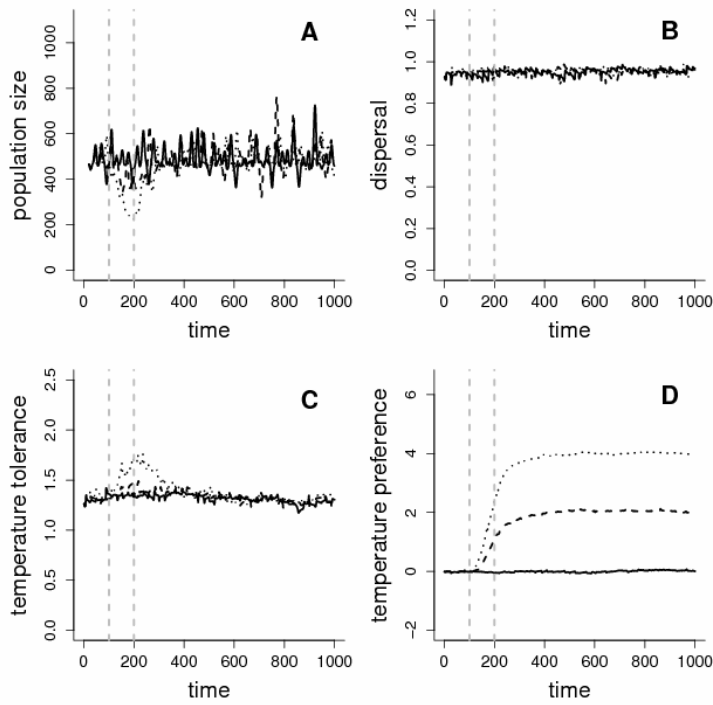 A
population size
0 200 400 600 800 1000
0 200 400 600 800 1000
time
B
dispersal
0.0 0.2 0.4 0.6 0.8 1.0 1.2
0 200 400 600 800 1000
time
C
temperature tolerance
0.0 0.5 1.0 1.5 2.0 2.5
0 200 400 600 800 1000
time
D
temperature preference
−2 0 2 4 6
0 200 400 600 800 1000
time